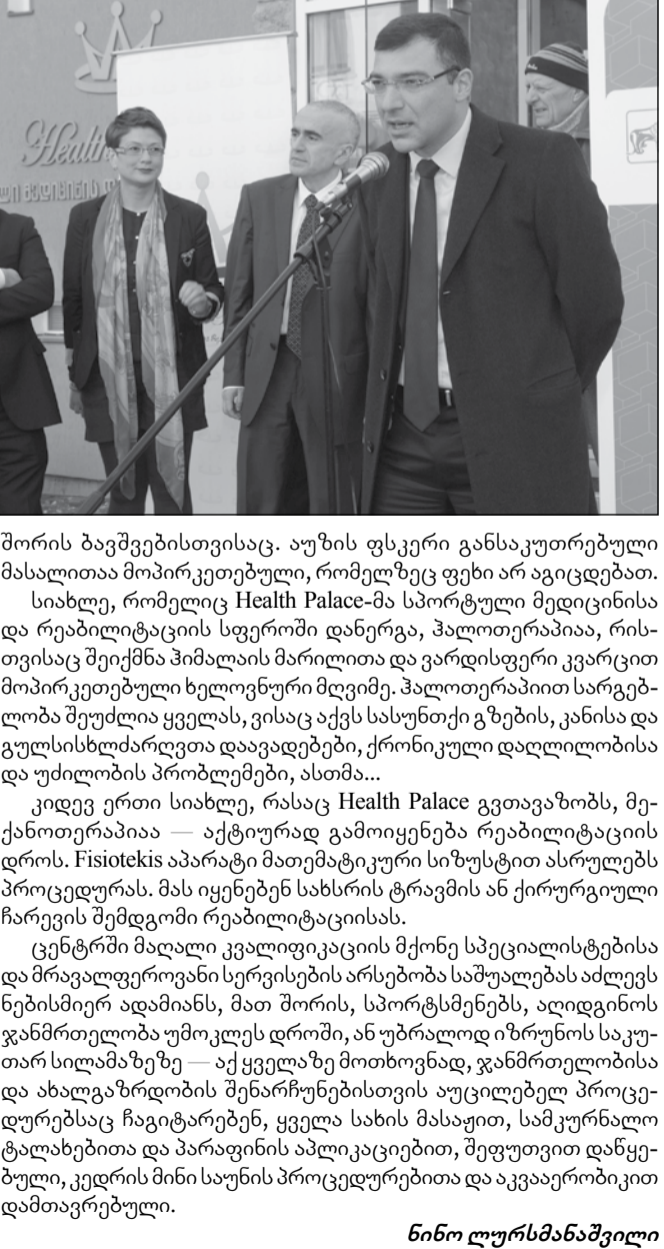 Health
შორის ბავშვებისთვისაც. აუზის ფსკერი განსაკუთრებული
მასალითაა მოპირკეთებული, რომელზეც ფეხი არ აგიცდებათ.
სიახლე, რომელიც Health Palace-მა სპორტული მედიცინისა
და რეაბილიტაციის სფეროში დანერგა, ჰალოთერაპიაა, რის-
თვისაც შეიქმნა ჰიმალაის მარილითა და ვარდისფერი კვარცით
მოპირკეთებული ხელოვნური მღვიმე. ჰალოთერაპიით სარგებ-
ლობა შეუძლია ყველას, ვისაც აქვს სასუნთქი გზების, კანისა და
გულსისხლძარღვთა დაავადებები, ქრონიკული დაღლილობისა
და უძილობის პრობლემები, ასთმა...
კიდევ ერთი სიახლე, რასაც Health Palace გვთავაზობს, მე-
ქანოთერაპიაა — აქტიურად გამოიყენება რეაბილიტაციის
დროს. Fisiotekis აპარატი მათემატიკური სიზუსტით ასრულებს
პროცედურას. მას იყენებენ სახსრის ტრავმის ან ქირურგიული
ჩარევის შემდგომი რეაბილიტაციისას.
ცენტრში მაღალი კვალიფიკაციის მქონე სპეციალისტებისა
და მრავალფეროვანი სერვისების არსებობა საშუალებას აძლევს
ნებისმიერ ადამიანს, მათ შორის, სპორტსმენებს, აღიდგინოს
ჯანმრთელობა უმოკლეს დროში, ან უბრალოდ იზრუნოს საკუ-
თარ სილამაზეზე — აქ ყველაზე მოთხოვნად, ჯანმრთელობისა
და ახალგაზრდობის შენარჩუნებისთვის აუცილებელ პროცე-
დურებსაც ჩაგიტარებენ, ყველა სახის მასაჟით, სამკურნალო
ტალახებითა და პარაფინის აპლიკაციებით, შეფუთვით დაწყე-
ბული, კედრის მინი საუნის პროცედურებითა და აკვააერობიკით
დამთავრებული.
ნინო ლურსმანაშვილი